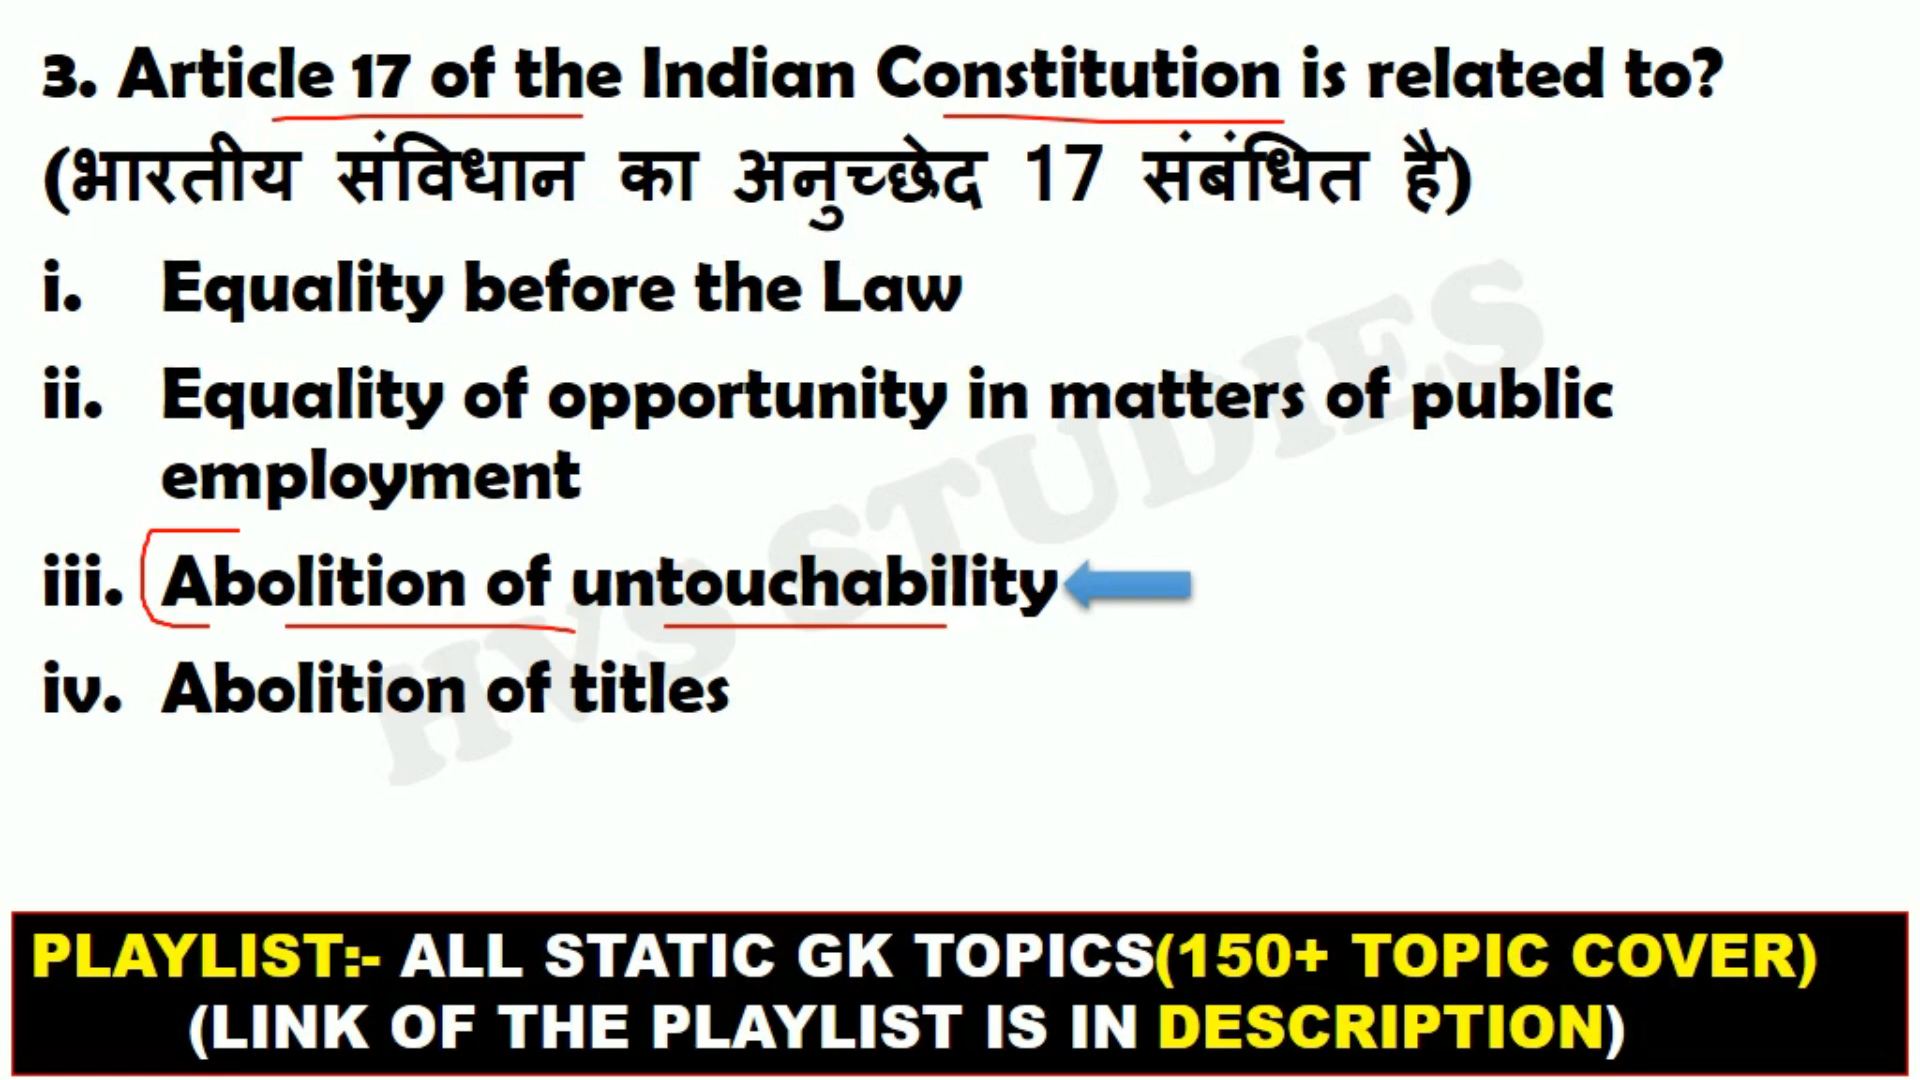 3. Article 17 of the Indian Constitution is related to?
(भारतीय संविधान का अनुच्छेद 17 संबंधित है)
i. Equality before the Law
ii. Equality of opportunity in matters of public
employment
iii. Abolition of untouchability
iv. Abolition of titles
HVS STUDIES
PLAYLIST:- ALL STATIC GK TOPICS(150+ TOPIC COVER)
(LINK OF THE PLAYLIST IS IN DESCRIPTION)